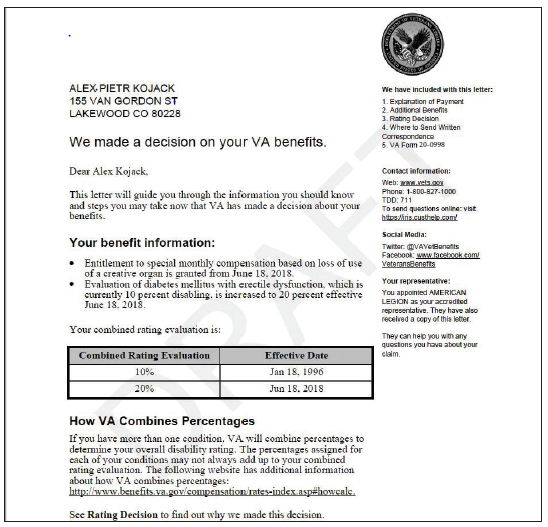 ALEX PIETR KOJACK
155 VAN GORDON ST
LAKEWOOD CO 80228
We made a decision on your VA benefits.
Dear Alex Kojack,
This letter will guide you through the information you should know
and steps you may take now that VA has made a decision about your
benefits.
Your benefit information:
• Entitlement to special monthly compensation based on loss of use
of a creative organ is granted from June 18, 2018.
• Evaluation of diabetes mellitus with erectile dysfunction, which is
currently 10 percent disabling, is increased to 20 percent effective
June 18, 2018.
Your combined rating evaluation is:
Combined Rating Evaluation Effective Date
10% Jan 18, 1996
20% Jun 18, 2018
How VA Combines Percentages
If you have more than one condition, VA will combine percentages to
determine your overall disability rating. The percentages assigned for
each of your conditions may not always add up to your combined
rating evaluation. The following website has additional information
about how VA combines percentages:
http://www.benefits.va.gov/compensation/rates-index.asp#howcalc.
See Rating Decision to find out why we made this decision.
We have included with this letter:
1. Explanation of Payment
2. Additional Benefits
3. Rating Decision
4. Where to Send Written
Correspondence
5. VA Form 20-0998
Contact information:
Web: www.vets.gov
Phone: 1-800-827-1000
TDD: 711
To send questions online: visit
https://iris.custhelp.com/
Social Media:
Twitter: @VAVetBenefits
Facebook: www.facebook.com/
VeteransBenefits
Your representative:
You appointed AMERICAN
LEGION as your accredited
representative. They have also
received a copy of this letter.
They can help you with any
questions you have about your
claim.
DRAFT